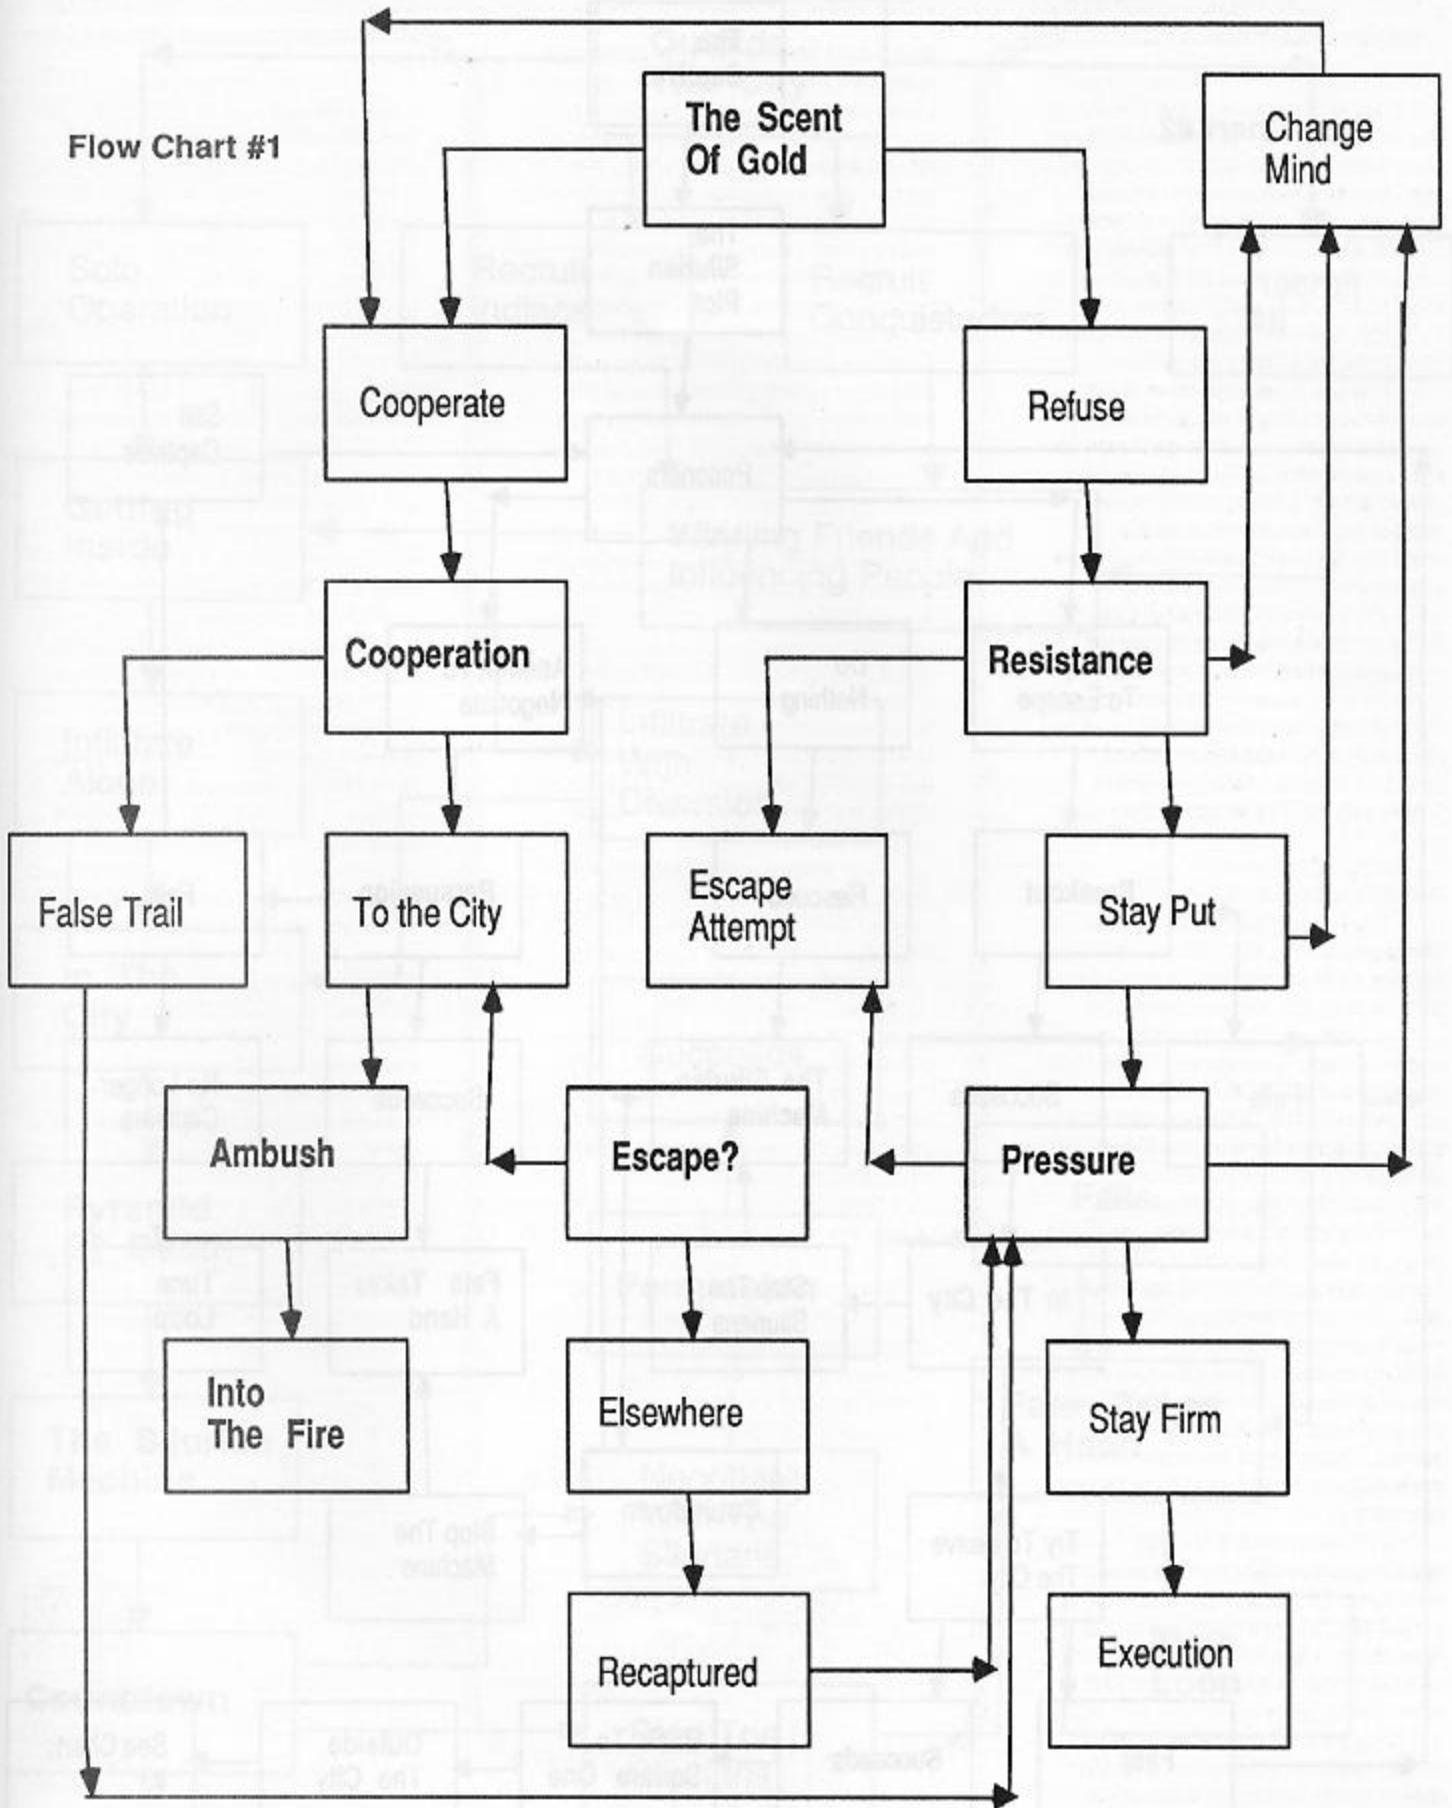 Flow Chart #1
The Scent
Of Gold
Change
Mind
Cooperate
Refuse
Cooperation
Resistance
False Trail
To the City
Escape
Attempt
Stay Put
Ambush
Escape?
Pressure
Into
The Fire
Elsewhere
Stay Firm
Recaptured
Execution